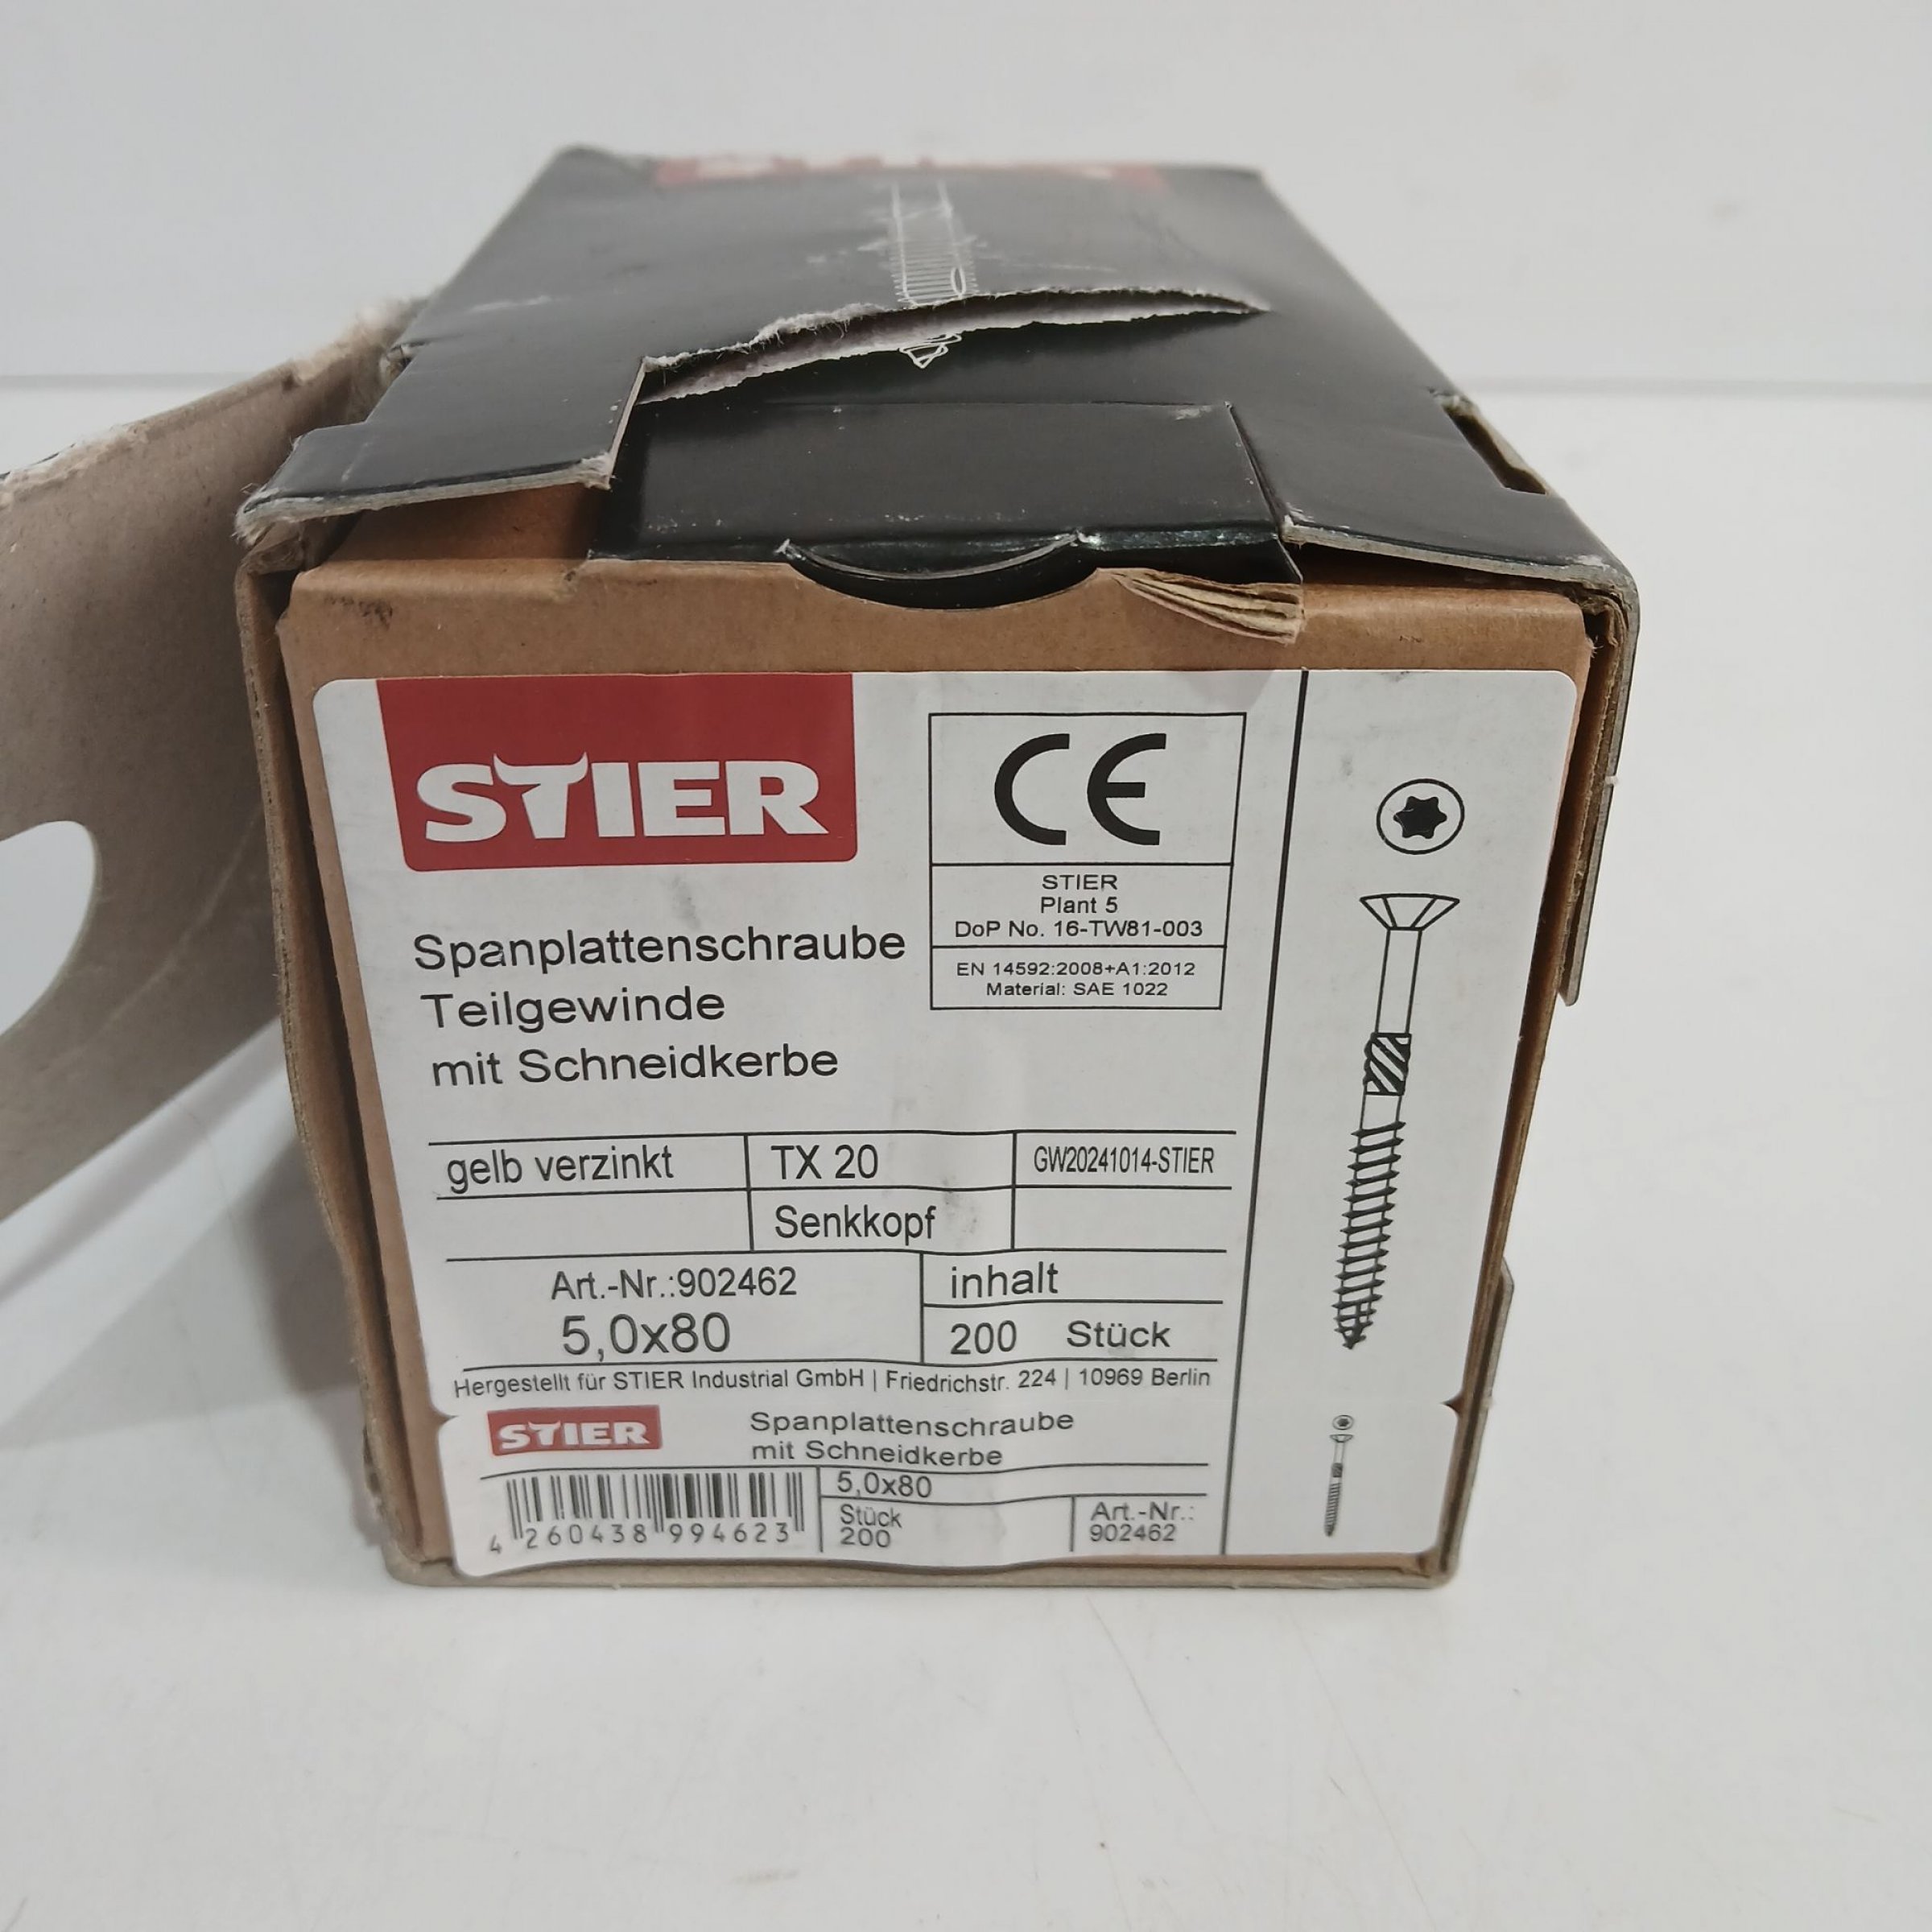 STIER
CE
STIER
Plant 5
DoP No. 16-TW81-003
EN 14592:2008+A1:2012
Material: SAE 1022
Spanplattenschraube
Teilgewinde
mit Schneidkerbe
gelb verzinkt TX 20 GW20241014-STIER
Senkkopf
Art.-Nr.:902462 inhalt
5,0x80 200 Stück
Hergestellt für STIER Industrial GmbH | Friedrichstr. 224 | 10969 Berlin
STIER Spanplattenschraube
mit Schneidkerbe
5,0x80
Stück Art.-Nr.:
200 902462
4 260438 994623